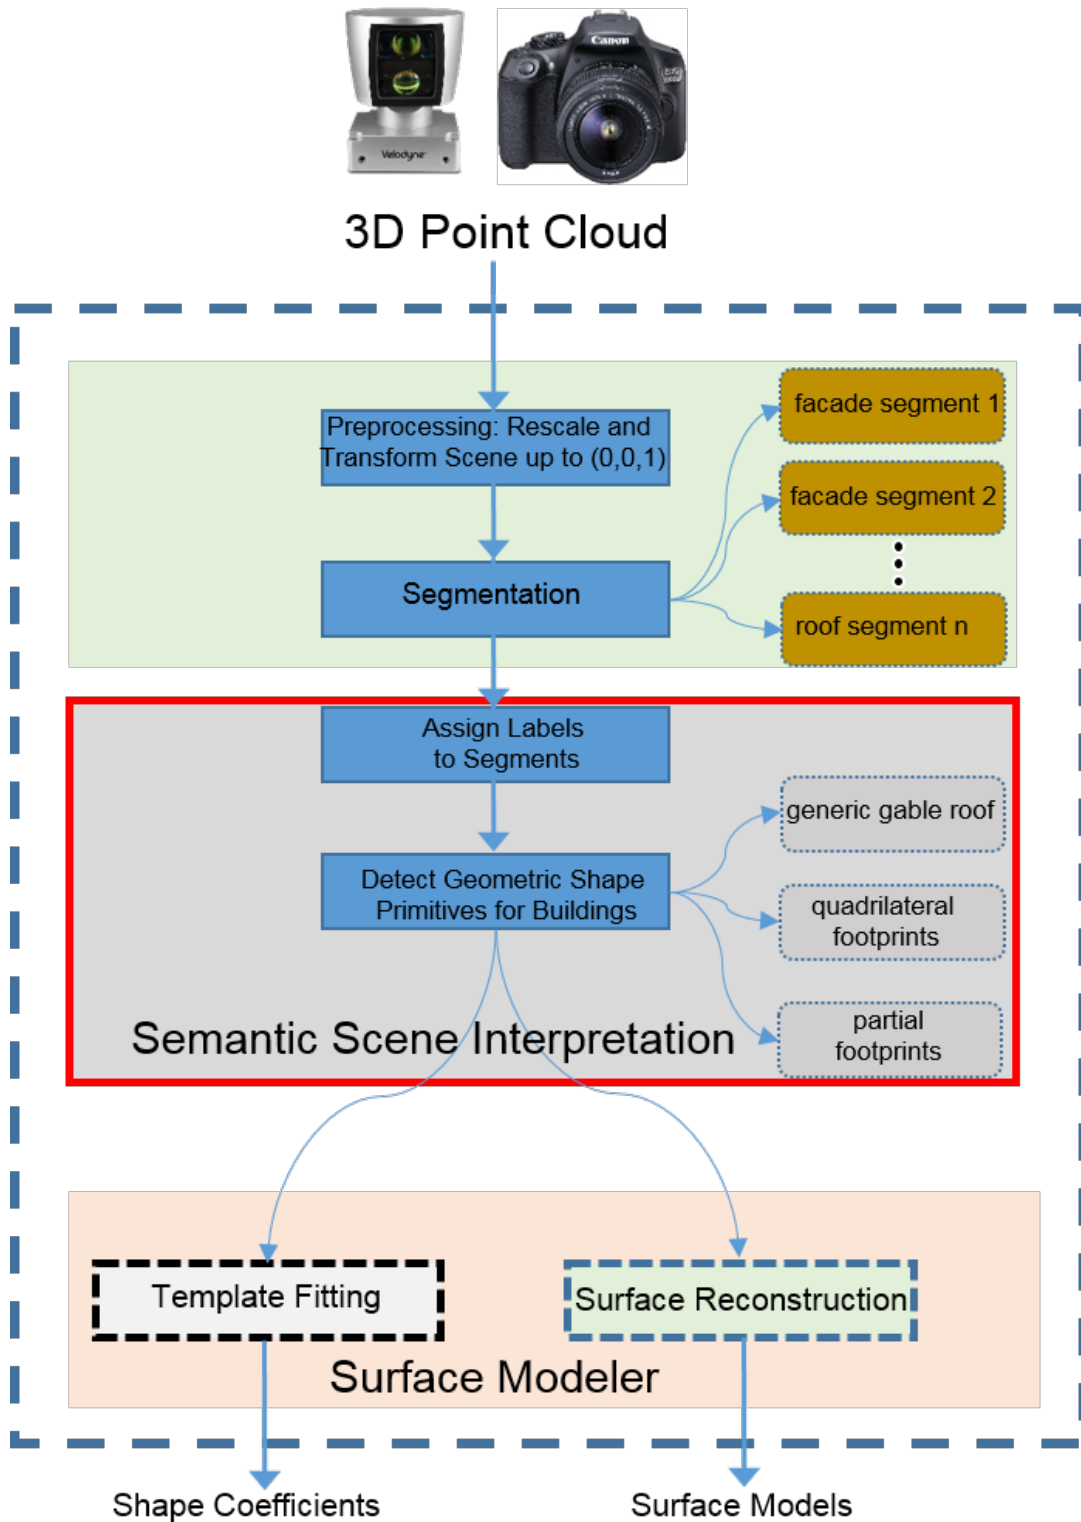 Velodyne
Canon
EOS
3D Point Cloud
Preprocessing: Rescale and
Transform Scene up to (0,0,1)
facade segment 1
facade segment 2
Segmentation
roof segment n
Assign Labels
to Segments
generic gable roof
Detect Geometric Shape
Primitives for Buildings
quadrilateral
footprints
partial
footprints
Semantic Scene Interpretation
Template Fitting
Surface Reconstruction
Surface Modeler
Shape Coefficients
Surface Models